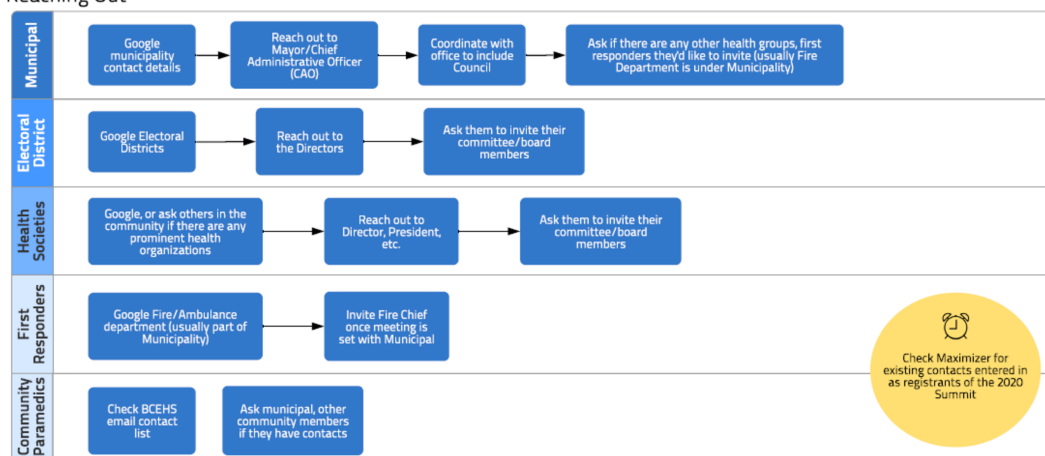 Reaching Out
Municipal
Google
municipality
contact details
Reach out to
Mayor/Chief
Administrative Officer
(CAO)
Coordinate with
office to include
Council
Ask if there are any other health groups, first
responders they'd like to invite (usually Fire
Department is under Municipality)
Electoral
District
Google Electoral
Districts
Reach out to
the Directors
Ask them to invite their
committee/board
members
Health
Societies
Google, or ask others in the
community if there are any
prominent health
organizations
Reach out to
Director, President,
etc.
Ask them to invite their
committee/board
members
First
Responders
Google Fire/Ambulance
department (usually part of
Municipality)
Invite Fire Chief
once meeting is
set with Municipal
Community
Paramedics
Check BCEHS
email contact
list
Ask municipal, other
community members
if they have contacts
Check Maximizer for
existing contacts entered in
as registrants of the 2020
Summit